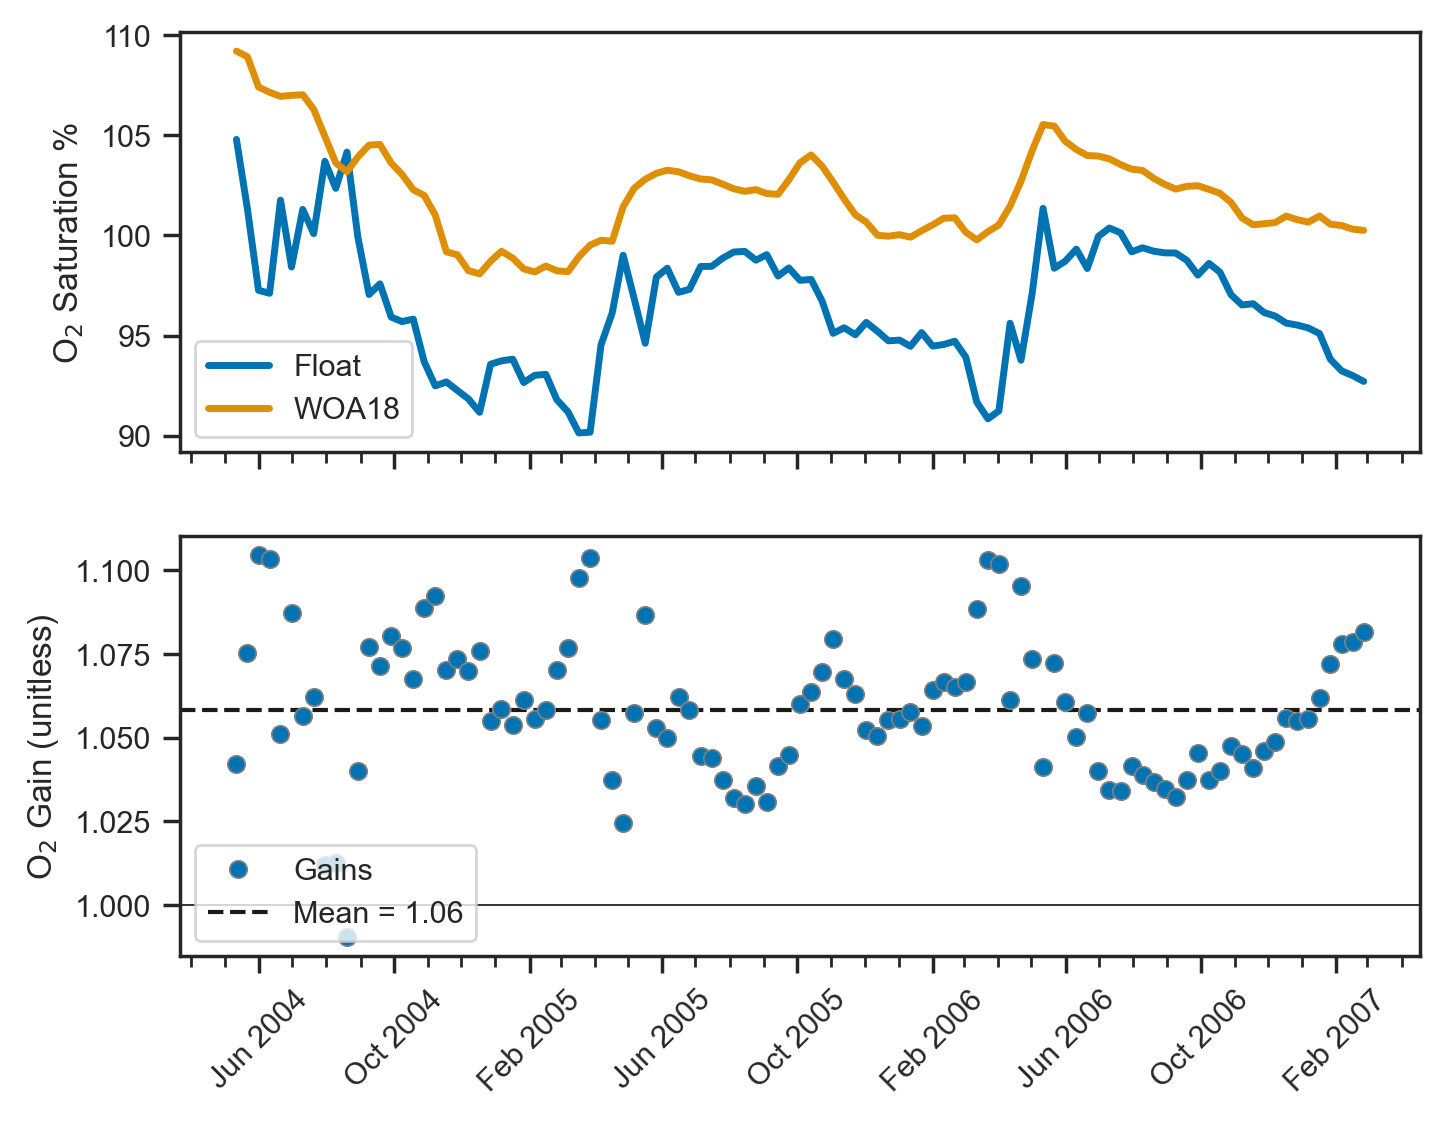 110
105
100
95
90
O₂ Saturation %
Float
WOA18
1.100
1.075
1.050
1.025
1.000
O₂ Gain (unitless)
Gains
Mean = 1.06
Jun 2004
Oct 2004
Feb 2005
Jun 2005
Oct 2005
Feb 2006
Jun 2006
Oct 2006
Feb 2007